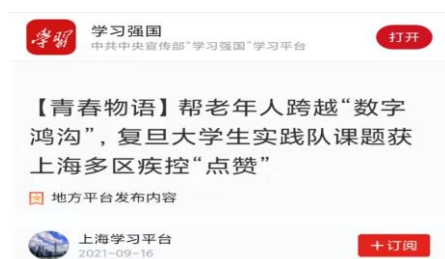 学习
学习强国
中共中央宣传部"学习强国"学习平台
打开
【青春物语】帮老年人跨越“数字
鸿沟”，复旦大学生实践队课题获
上海多区疾控“点赞”
地方平台发布内容
上海学习平台
2021-09-16
+订阅